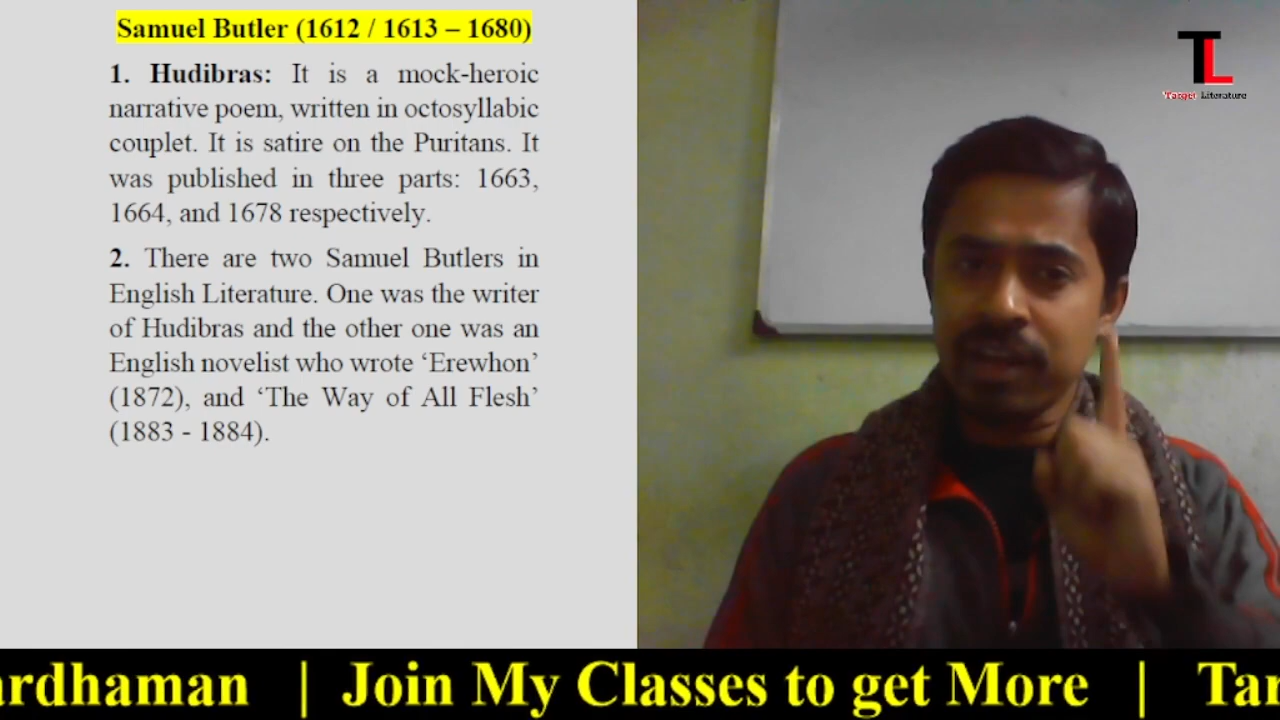 Samuel Butler (1612 / 1613 – 1680)
1. Hudibras: It is a mock-heroic
narrative poem, written in octosyllabic
couplet. It is satire on the Puritans. It
was published in three parts: 1663,
1664, and 1678 respectively.
2. There are two Samuel Butlers in
English Literature. One was the writer
of Hudibras and the other one was an
English novelist who wrote ‘Erewhon’
(1872), and ‘The Way of All Flesh’
(1883 - 1884).
TL
Target Literature
ardhaman | Join My Classes to get More | Tar